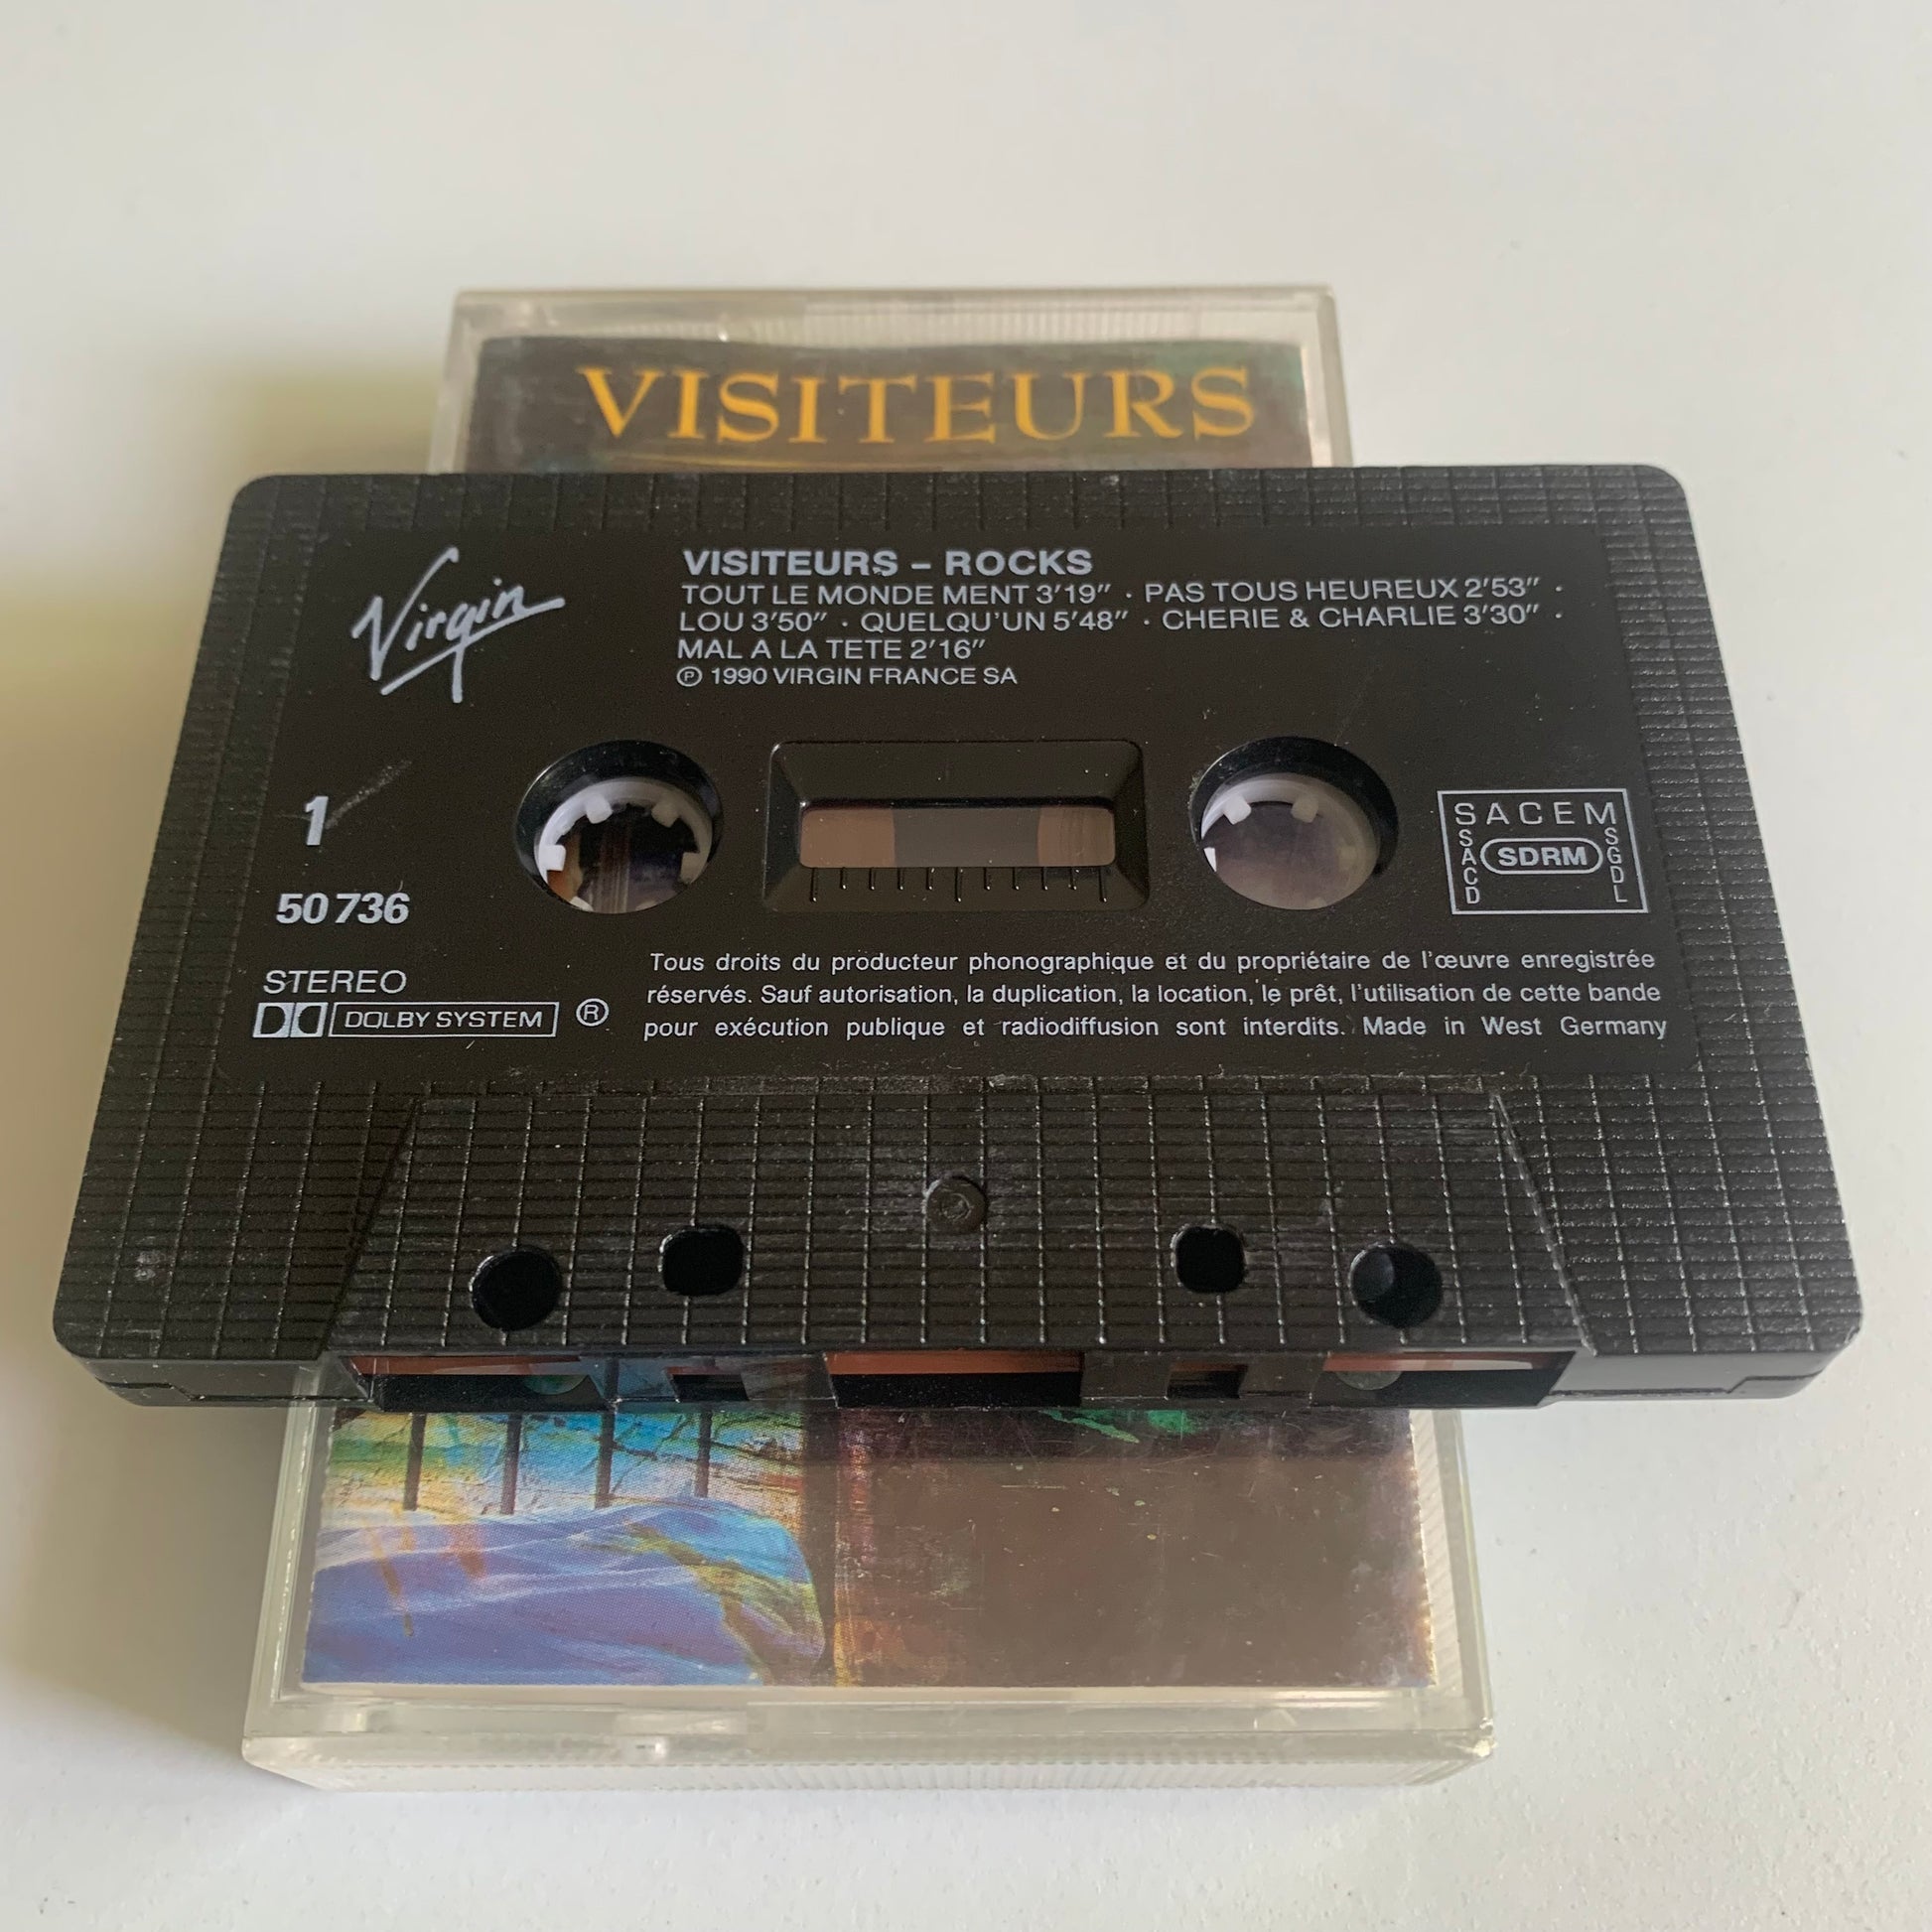 VISITEURS
Virgin
VISITEURS – ROCKS
TOUT LE MONDE MENT 3'19" · PAS TOUS HEUREUX 2'53" ·
LOU 3'50" · QUELQU'UN 5'48" · CHERIE & CHARLIE 3'30" ·
MAL A LA TETE 2'16"
Ⓟ 1990 VIRGIN FRANCE SA
1
50 736
STEREO
DOLBY SYSTEM ®
SACEM
SACD
SDRM
SGDL
Tous droits du producteur phonographique et du propriétaire de l'œuvre enregistrée
réservés. Sauf autorisation, la duplication, la location, le prêt, l'utilisation de cette bande
pour exécution publique et radiodiffusion sont interdits. Made in West Germany